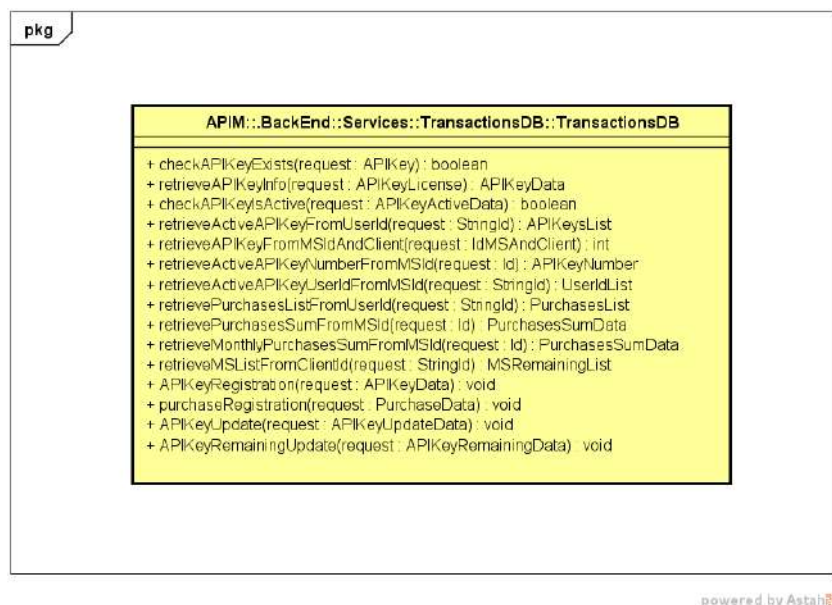 pkg
APIM::BackEnd::Services::TransactionsDB::TransactionsDB
+ checkAPIKeyExists(request : APIKey) : boolean
+ retrieveAPIKeyInfo(request : APIKeyLicense) : APIKeyData
+ checkAPIKeyIsActive(request : APIKeyActiveData) : boolean
+ retrieveActiveAPIKeyFromUserId(request : StringId) : APIKeysList
+ retrieveAPIKeyFromMSIdAndClient(request : IdMSAndClient) : int
+ retrieveActiveAPIKeyNumberFromMSId(request : Id) : APIKeyNumber
+ retrieveActiveAPIKeyUserIdFromMSId(request : StringId) : UserIdList
+ retrievePurchasesListFromUserId(request : StringId) : PurchasesList
+ retrievePurchasesSumFromMSId(request : Id) : PurchasesSumData
+ retrieveMonthlyPurchasesSumFromMSId(request : Id) : PurchasesSumData
+ retrieveMSListFromClientId(request : StringId) : MSRemainingList
+ APIKeyRegistration(request : APIKeyData) : void
+ purchaseRegistration(request : PurchaseData) : void
+ APIKeyUpdate(request : APIKeyUpdateData) : void
+ APIKeyRemainingUpdate(request : APIKeyRemainingData) : void
powered by Astah